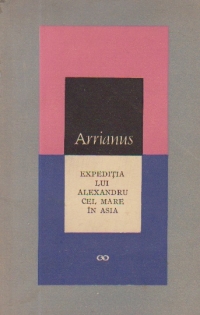 Arrianus
EXPEDIȚIA
LUI
ALEXANDRU
CEL MARE
ÎN ASIA